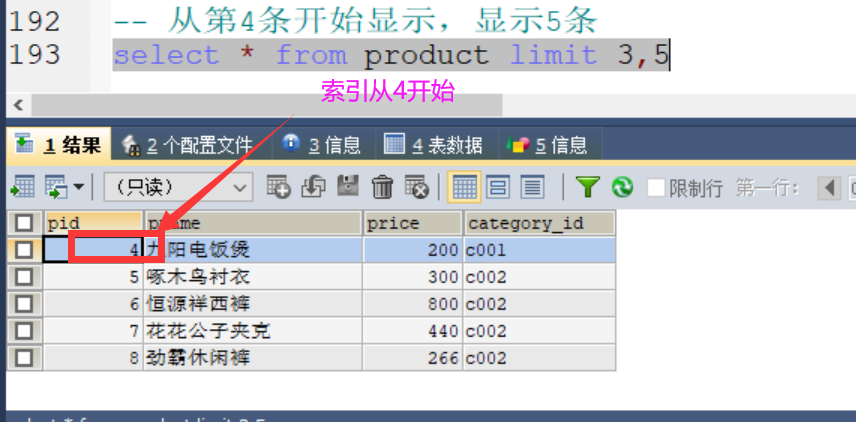 192 -- 从第4条开始显示，显示5条
193 select * from product limit 3,5
索引从4开始
1 结果 2 个配置文件 3 信息 4 表数据 5 信息
（只读） 限制行 第一行：
pid pname price category_id
4 九阳电饭煲 200 c001
5 啄木鸟衬衣 300 c002
6 恒源祥西裤 800 c002
7 花花公子夹克 440 c002
8 劲霸休闲裤 266 c002